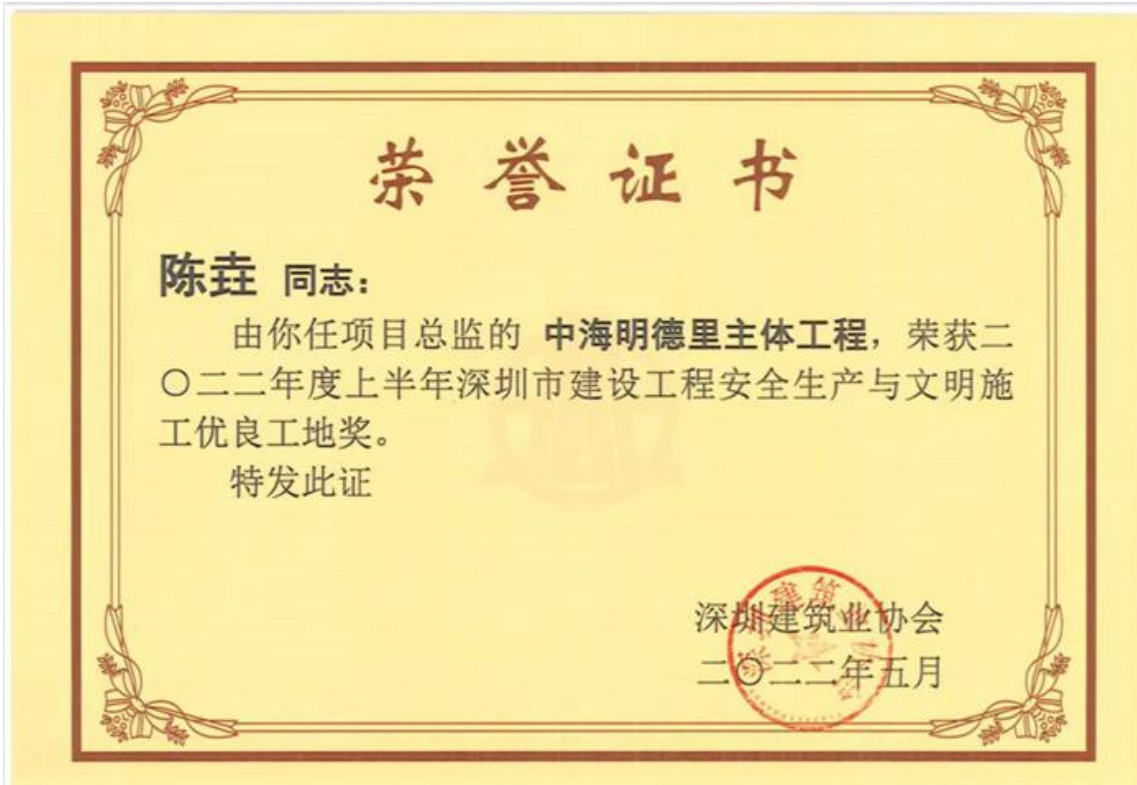 荣誉证书
陈垚 同志：
由你任项目总监的 中海明德里主体工程，荣获二
〇二二年度上半年深圳市建设工程安全生产与文明施
工优良工地奖。
特发此证
深圳建筑业协会
二〇二二年五月